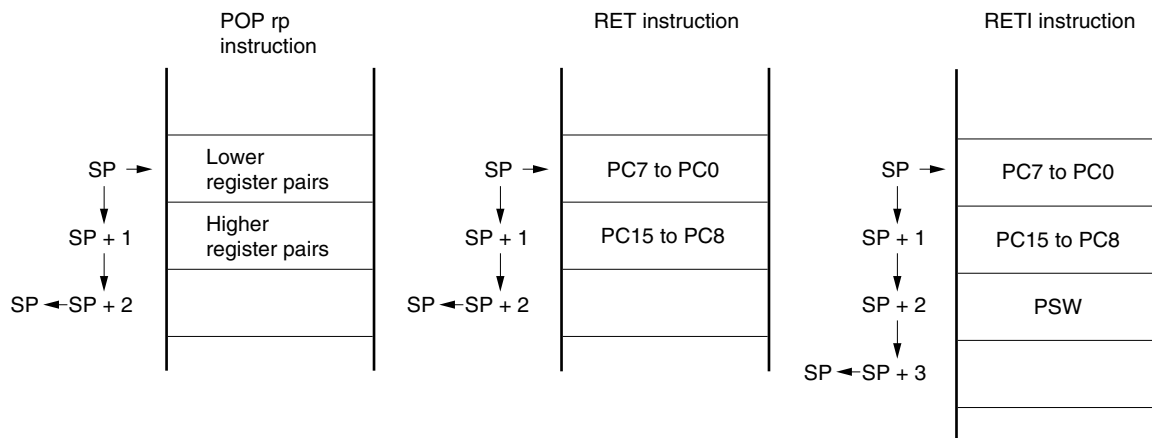 POP rp
instruction
SP
Lower
register pairs
SP + 1
Higher
register pairs
SP
SP + 2
RET instruction
SP
PC7 to PC0
SP + 1
PC15 to PC8
SP
SP + 2
RETI instruction
SP
PC7 to PC0
SP + 1
PC15 to PC8
SP + 2
PSW
SP
SP + 3